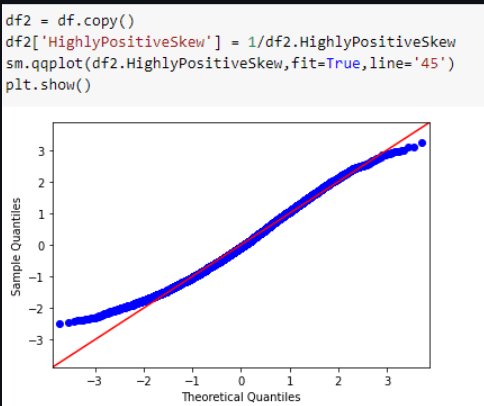 df2 = df.copy()
df2['HighlyPositiveSkew'] = 1/df2.HighlyPositiveSkew
sm.qqplot(df2.HighlyPositiveSkew,fit=True,line='45')
plt.show()
3
2
1
0
−1
−2
−3
Sample Quantiles
−3 −2 −1 0 1 2 3
Theoretical Quantiles